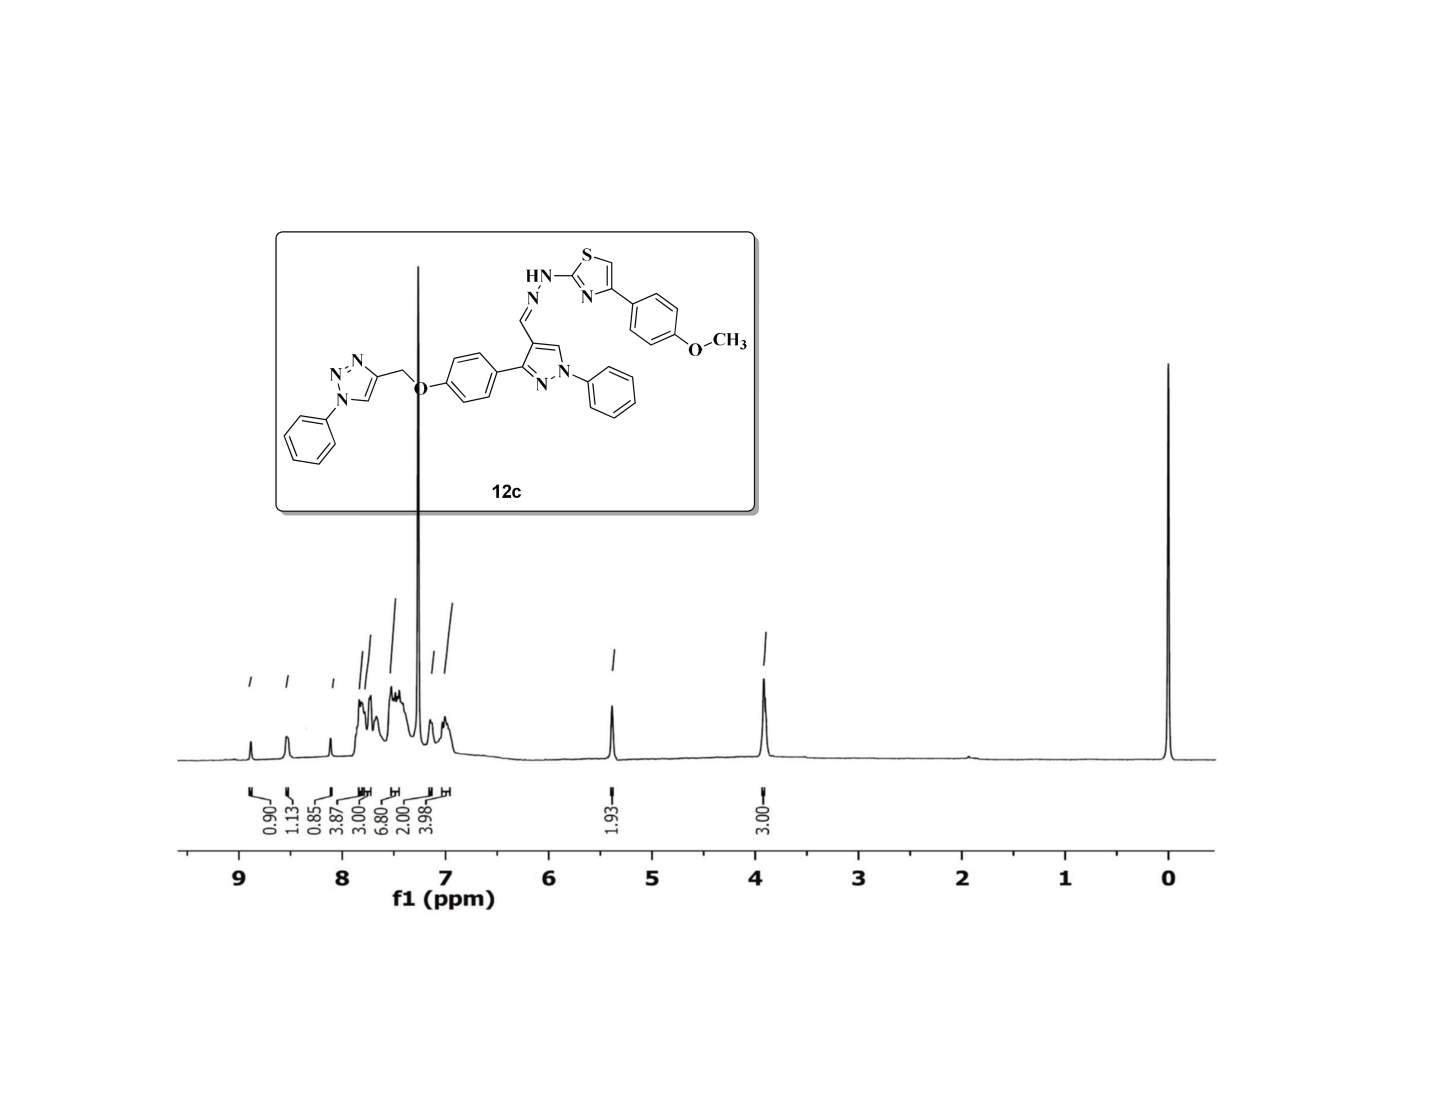 S
HN
N
N
O
CH3
N
N
N
O
N
N
12c
0.90
1.13
0.85
3.87
3.00
6.80
2.00
3.98
1.93
3.00
9 8 7 6 5 4 3 2 1 0
f1 (ppm)